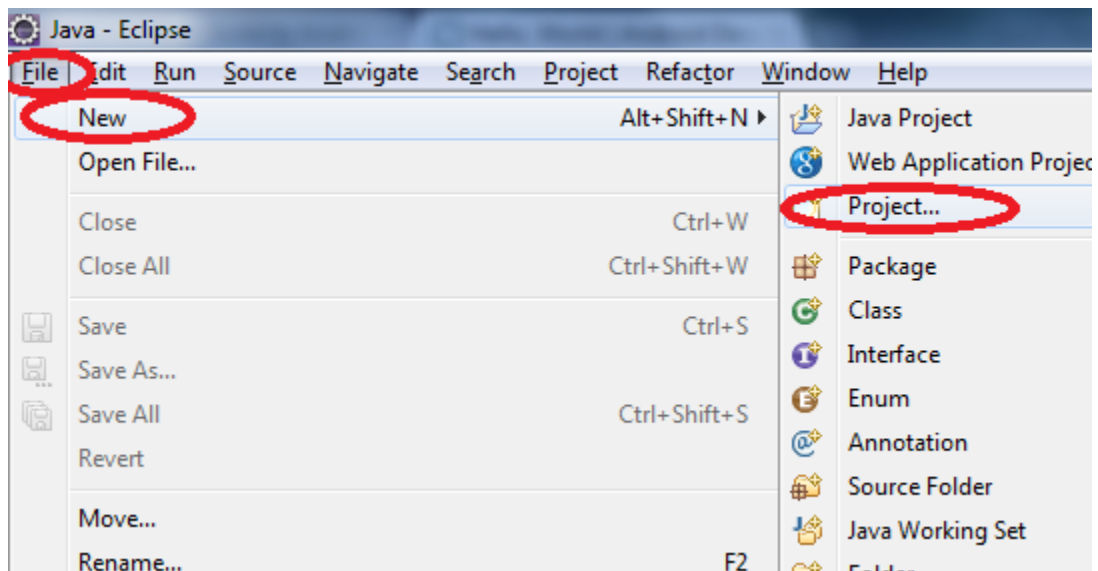 Java - Eclipse
File Edit Run Source Navigate Search Project Refactor Window Help
New Alt+Shift+N
Open File...
Close Ctrl+W
Close All Ctrl+Shift+W
Save Ctrl+S
Save As...
Save All Ctrl+Shift+S
Revert
Move...
Rename... F2
Java Project
Web Application Projec
Project...
Package
Class
Interface
Enum
Annotation
Source Folder
Java Working Set
Folder